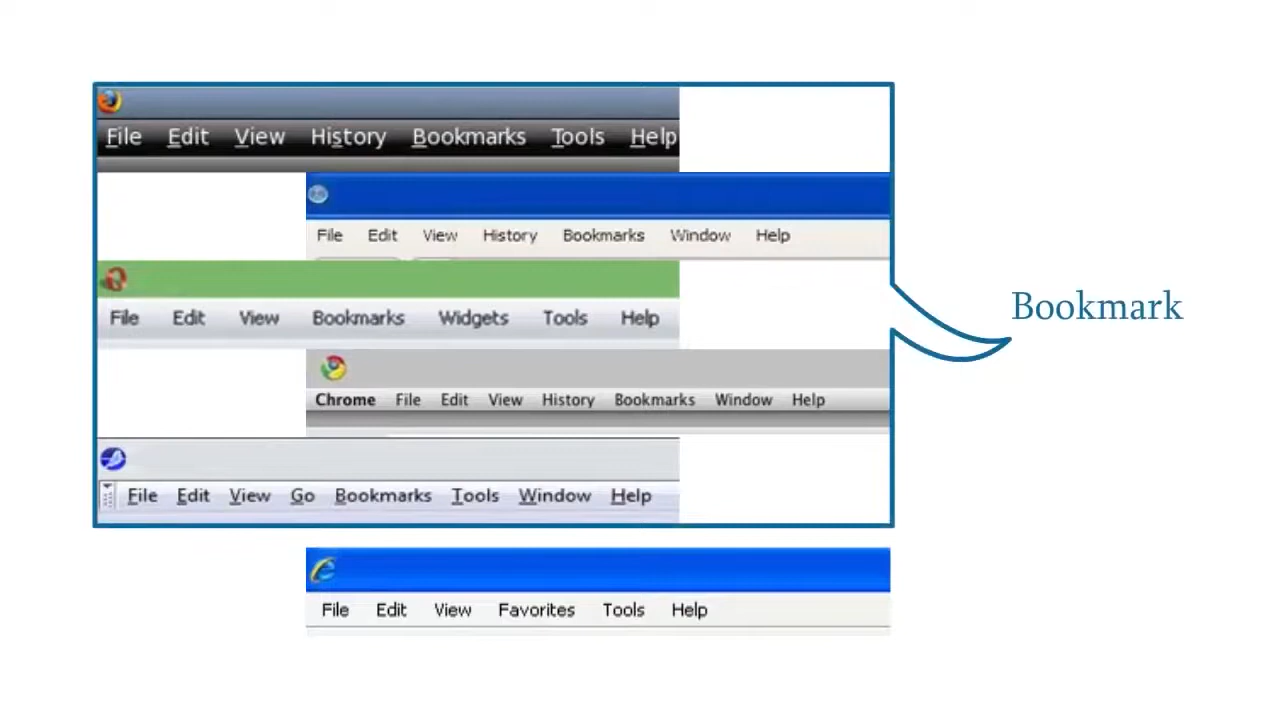 File Edit View History Bookmarks Tools Help
File Edit View History Bookmarks Window Help
File Edit View Bookmarks Widgets Tools Help
Bookmark
Chrome File Edit View History Bookmarks Window Help
File Edit View Go Bookmarks Tools Window Help
File Edit View Favorites Tools Help